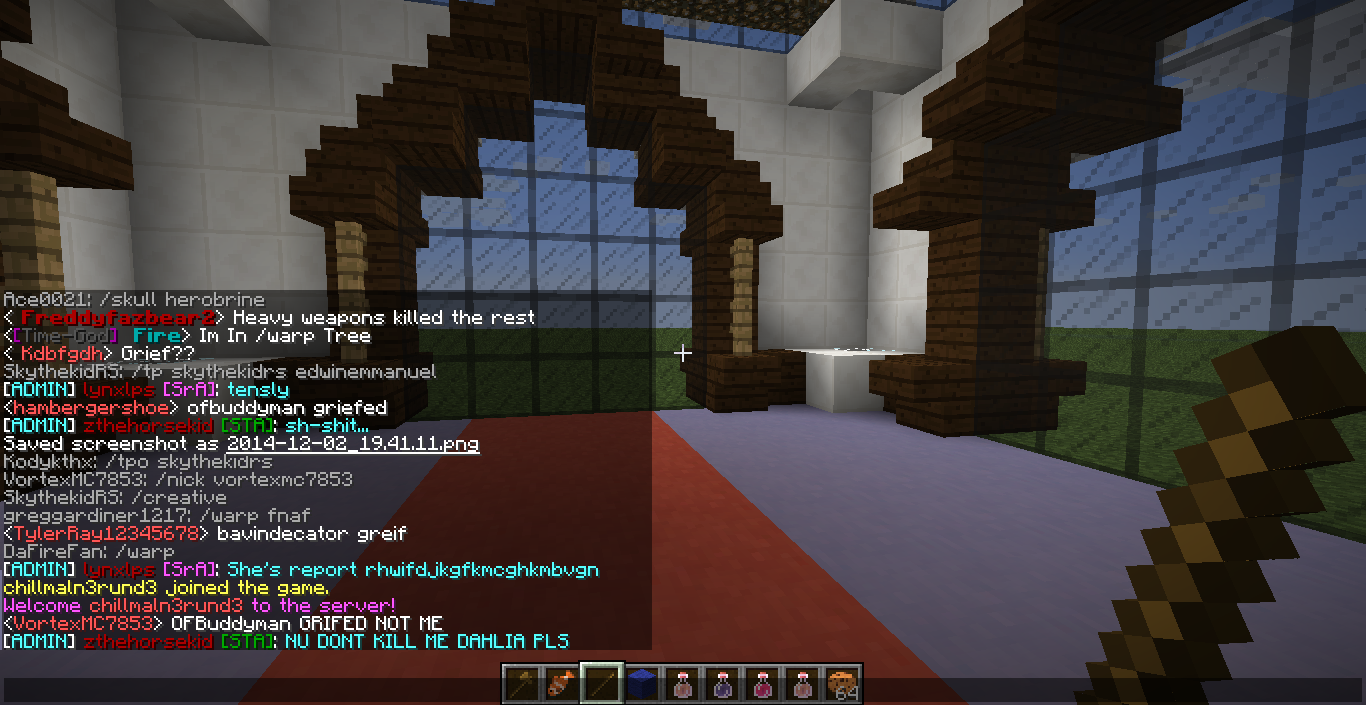 Ace0021: /skull herobrine
< Freddyfazbear2> Heavy weapons killed the rest
<[Time-God] Fire> Im In /warp Tree
< Kdbfgdh> Grief??
SkythekidRS: /tp skythekidrs edwinemmanuel
[ADMIN] lynxlps [SrA]: tensly
<hambergershoe> ofbuddyman griefed
[ADMIN] zthehorsekid [STA]: sh-shit...
Saved screenshot as 2014-12-02_19.41.11.png
Kodykthx: /tpo skythekidrs
VortexMC7853: /nick vortexmc7853
SkythekidRS: /creative
greggardiner1217: /warp fnaf
<TylerRay12345678> bavindecator greif
DaFireFan: /warp
[ADMIN] lynxlps [SrA]: She's report rhwifdjkgfkmcghkmbvgn
chillmaln3rund3 joined the game.
Welcome chillmaln3rund3 to the server!
<VortexMC7853> OFBuddyman GRIFED NOT ME
[ADMIN] zthehorsekid [STA]: NU DONT KILL ME DAHLIA PLS
64